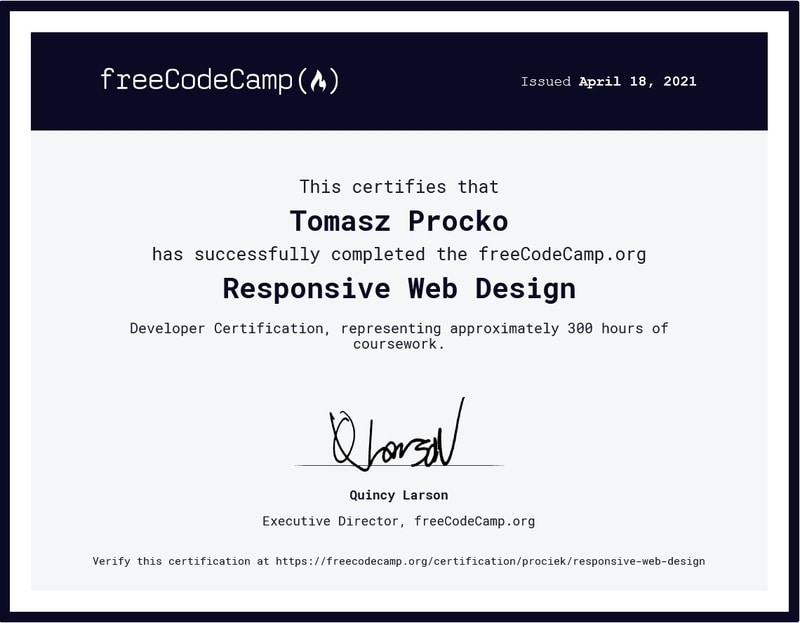 freeCodeCamp(🔥)
Issued April 18, 2021
This certifies that
Tomasz Procko
has successfully completed the freeCodeCamp.org
Responsive Web Design
Developer Certification, representing approximately 300 hours of
coursework.
Q Larson
Quincy Larson
Executive Director, freeCodeCamp.org
Verify this certification at https://freecodecamp.org/certification/prociek/responsive-web-design